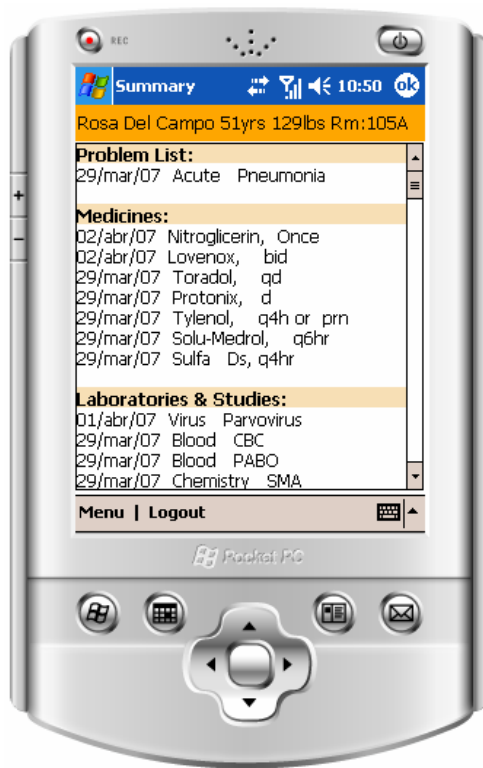 REC
Summary 10:50 ok
Rosa Del Campo 51yrs 129lbs Rm:105A
Problem List:
29/mar/07 Acute Pneumonia
Medicines:
02/abr/07 Nitroglicerin, Once
02/abr/07 Lovenox, bid
29/mar/07 Toradol, qd
29/mar/07 Protonix, d
29/mar/07 Tylenol, q4h or prn
29/mar/07 Solu-Medrol, q6hr
29/mar/07 Sulfa Ds, q4hr
Laboratories & Studies:
01/abr/07 Virus Parvovirus
29/mar/07 Blood CBC
29/mar/07 Blood PABO
29/mar/07 Chemistry SMA
Menu | Logout
Pocket PC